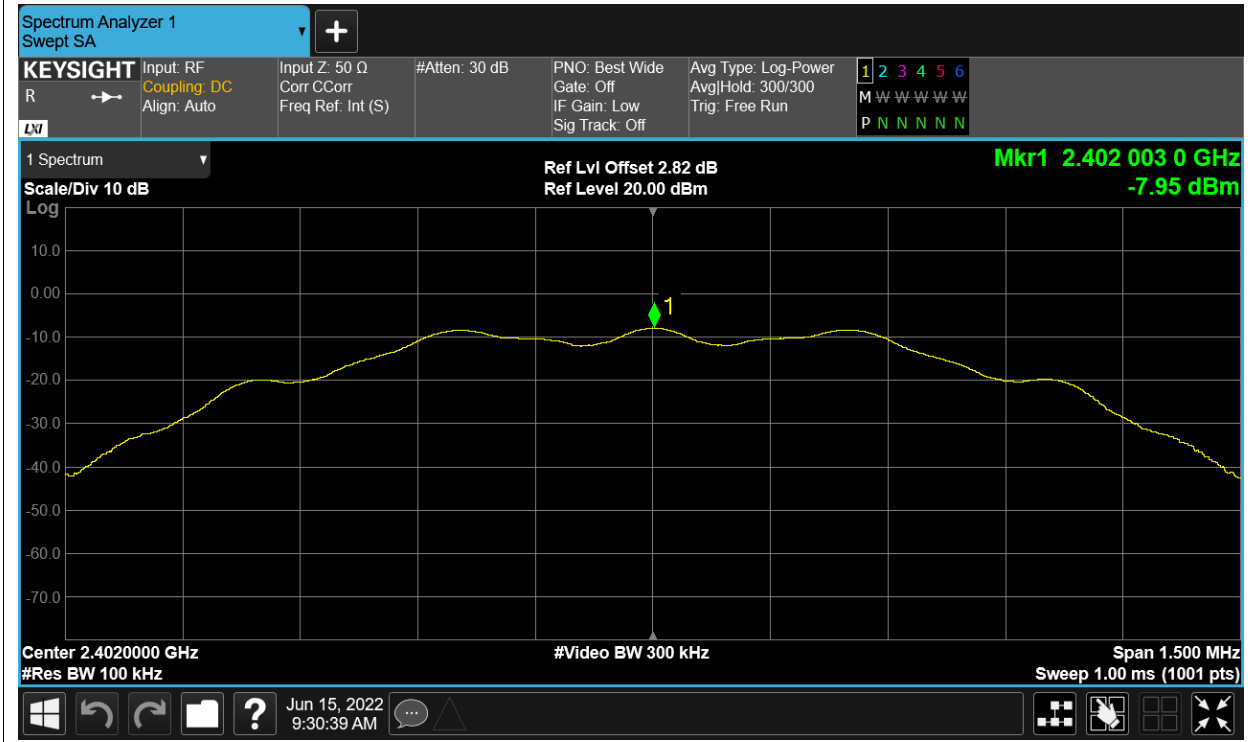 Spectrum Analyzer 1
Swept SA
KEYSIGHT
R
LXI
Input: RF
Coupling: DC
Align: Auto
Input Z: 50 Ω
Corr CCorr
Freq Ref: Int (S)
#Atten: 30 dB
PNO: Best Wide
Gate: Off
IF Gain: Low
Sig Track: Off
Avg Type: Log-Power
Avg|Hold: 300/300
Trig: Free Run
1 2 3 4 5 6
M W W W W W
P N N N N N
1 Spectrum
Scale/Div 10 dB
Log
Ref Lvl Offset 2.82 dB
Ref Level 20.00 dBm
Mkr1 2.402 003 0 GHz
-7.95 dBm
10.0
0.00
1
-10.0
-20.0
-30.0
-40.0
-50.0
-60.0
-70.0
Center 2.4020000 GHz
#Video BW 300 kHz
Span 1.500 MHz
#Res BW 100 kHz
Sweep 1.00 ms (1001 pts)
?
Jun 15, 2022
9:30:39 AM